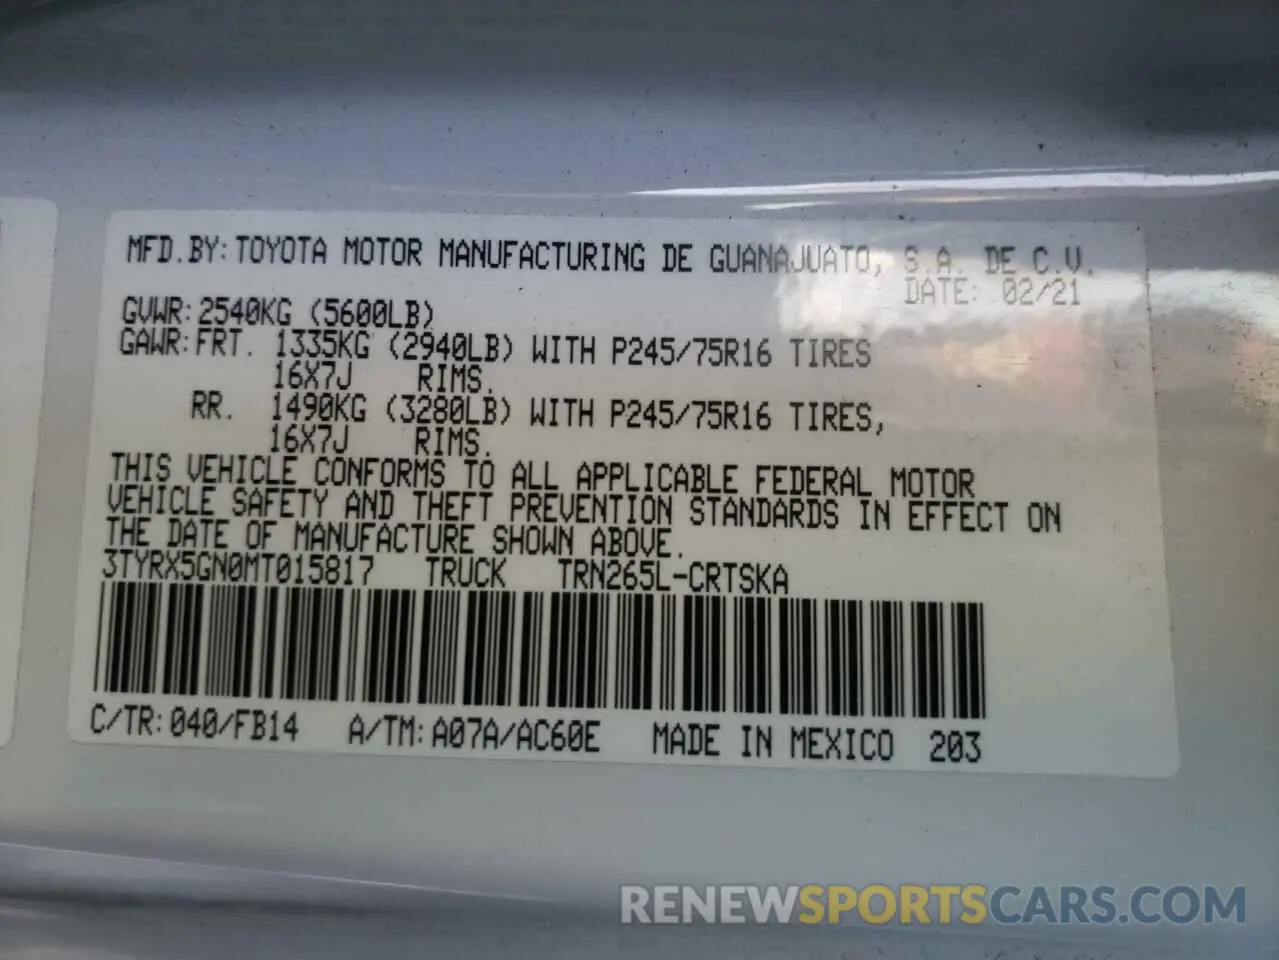 MFD.BY:TOYOTA MOTOR MANUFACTURING DE GUANAJUATO, S.A. DE C.V.
DATE: 02/21
GVWR:2540KG (5600LB)
GAWR:FRT. 1335KG (2940LB) WITH P245/75R16 TIRES
16X7J RIMS.
RR. 1490KG (3280LB) WITH P245/75R16 TIRES,
16X7J RIMS.
THIS VEHICLE CONFORMS TO ALL APPLICABLE FEDERAL MOTOR
VEHICLE SAFETY AND THEFT PREVENTION STANDARDS IN EFFECT ON
THE DATE OF MANUFACTURE SHOWN ABOVE.
3TYRX5GN0MT015817 TRUCK TRN265L-CRTSKA
C/TR:040/FB14 A/TM:A07A/AC60E MADE IN MEXICO 203
RENEWSPORTSCARS.COM